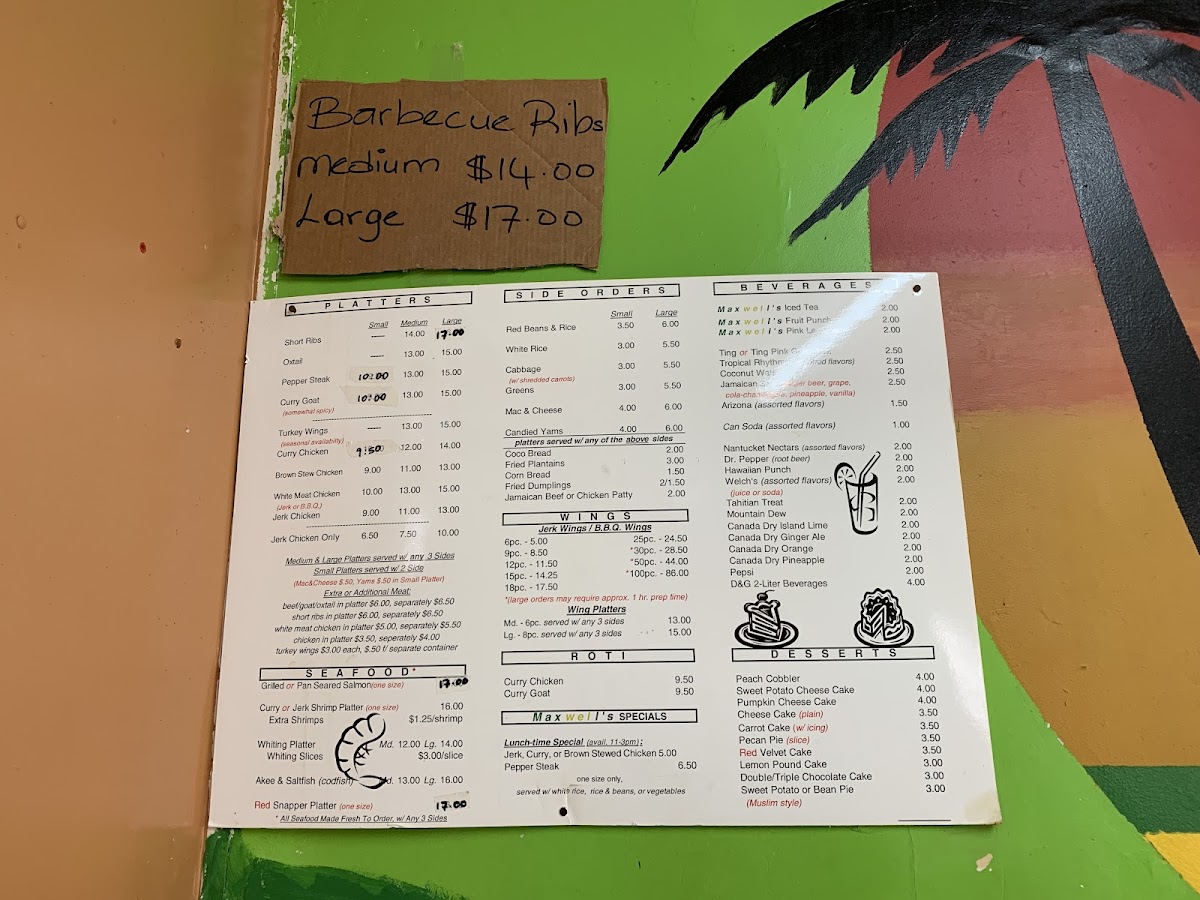 Barbecue Ribs
Medium $14.00
Large $17.00
PLATTERS
Small Medium Large
Short Ribs ---- 14.00 17.00
Oxtail ---- 13.00 15.00
Pepper Steak 10:00 13.00 15.00
Curry Goat 10:00 13.00 15.00
(somewhat spicy)
Turkey Wings ---- 13.00 15.00
(seasonal availability)
Curry Chicken 9:50 12.00 14.00
Brown Stew Chicken 9.00 11.00 13.00
White Meat Chicken 10.00 13.00 15.00
(Jerk or B.B.Q.)
Jerk Chicken 9.00 11.00 13.00
Jerk Chicken Only 6.50 7.50 10.00
Medium & Large Platters served w/ any 3 Sides
Small Platters served w/ 2 Side
(Mac&Cheese $.50, Yams $.50 in Small Platter)
Extra or Additional Meat:
beef/goat/oxtail in platter $6.00, separately $6.50
short ribs in platter $6.00, separately $6.50
white meat chicken in platter $5.00, separately $5.50
chicken in platter $3.50, seperately $4.00
turkey wings $3.00 each, $.50 f/ separate container
SEAFOOD*
Grilled or Pan Seared Salmon(one size) 17.00
Curry or Jerk Shrimp Platter (one size) 16.00
Extra Shrimps $1.25/shrimp
Whiting Platter Md. 12.00 Lg. 14.00
Whiting Slices $3.00/slice
Akee & Saltfish (codfish) Md. 13.00 Lg. 16.00
Red Snapper Platter (one size) 17.00
* All Seafood Made Fresh To Order, w/ Any 3 Sides
SIDE ORDERS
Small Large
Red Beans & Rice 3.50 6.00
White Rice 3.00 5.50
Cabbage 3.00 5.50
(w/ shredded carrots)
Greens 3.00 5.50
Mac & Cheese 4.00 6.00
Candied Yams 4.00 6.00
platters served w/ any of the above sides
Coco Bread 2.00
Fried Plantains 3.00
Corn Bread 1.50
Fried Dumplings 2/1.50
Jamaican Beef or Chicken Patty 2.00
WINGS
Jerk Wings / B.B.Q. Wings
6pc. - 5.00 25pc. - 24.50
9pc. - 8.50 *30pc. - 28.50
12pc. - 11.50 *50pc. - 44.00
15pc. - 14.25 *100pc. - 86.00
18pc. - 17.50
*(large orders may require approx. 1 hr. prep time)
Wing Platters
Md. - 6pc. served w/ any 3 sides 13.00
Lg. - 8pc. served w/ any 3 sides 15.00
ROTI
Curry Chicken 9.50
Curry Goat 9.50
Maxwell's SPECIALS
Lunch-time Special (avail. 11-3pm):
Jerk, Curry, or Brown Stewed Chicken 5.00
Pepper Steak 6.50
one size only,
served w/ white rice, rice & beans, or vegetables
BEVERAGES
Maxwell's Iced Tea 2.00
Maxwell's Fruit Punch 2.00
Maxwell's Pink 2.00
Ting or Ting Pink 2.50
Tropical Rhythms flavors) 2.50
Coconut Water 2.50
Jamaican beer, grape, 2.50
cola-champagne, pineapple, vanilla)
Arizona (assorted flavors) 1.50
Can Soda (assorted flavors) 1.00
Nantucket Nectars (assorted flavors) 2.00
Dr. Pepper (root beer) 2.00
Hawaiian Punch 2.00
Welch's (assorted flavors) 2.00
(juice or soda)
Tahitian Treat 2.00
Mountain Dew 2.00
Canada Dry Island Lime 2.00
Canada Dry Ginger Ale 2.00
Canada Dry Orange 2.00
Canada Dry Pineapple 2.00
Pepsi 2.00
D&G 2-Liter Beverages 4.00
DESSERTS
Peach Cobbler 4.00
Sweet Potato Cheese Cake 4.00
Pumpkin Cheese Cake 4.00
Cheese Cake (plain) 3.50
Carrot Cake (w/ icing) 3.50
Pecan Pie (slice) 3.50
Red Velvet Cake 3.50
Lemon Pound Cake 3.00
Double/Triple Chocolate Cake 3.00
Sweet Potato or Bean Pie 3.00
(Muslim style)